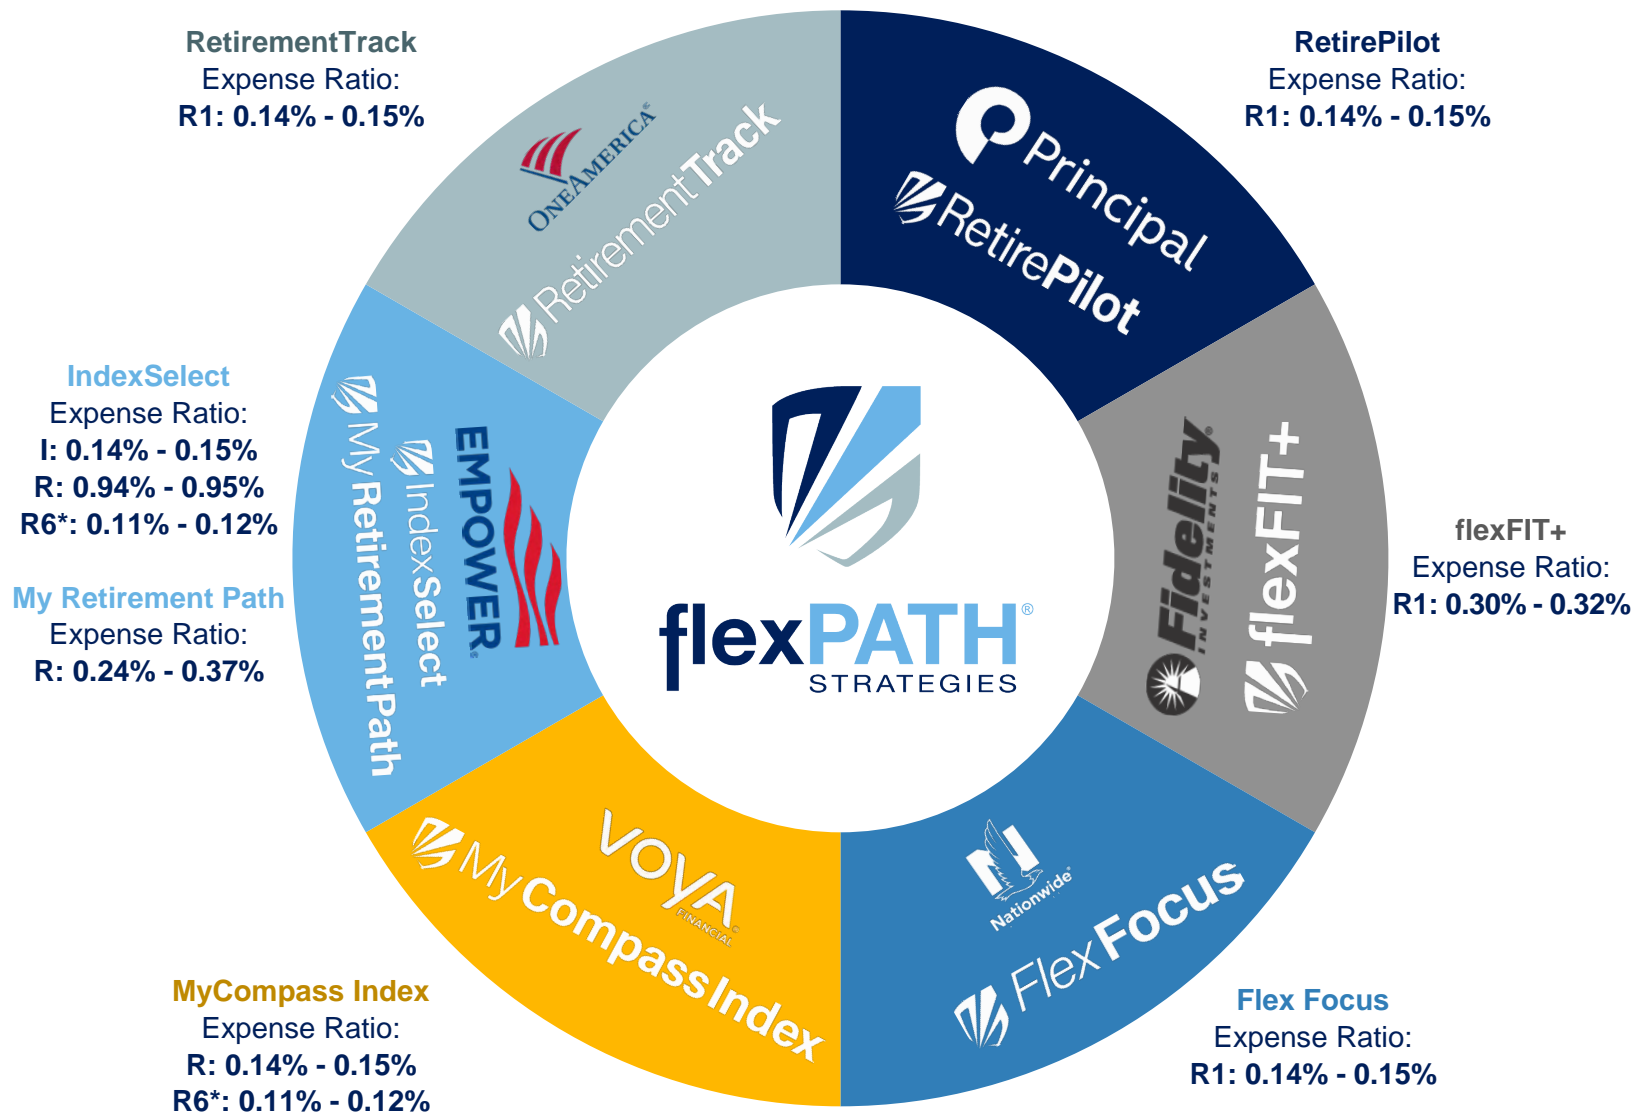 RetirementTrack
Expense Ratio:
R1: 0.14% - 0.15%
RetirePilot
Expense Ratio:
R1: 0.14% - 0.15%
ONEAMERICA®
RetirementTrack
Principal
RetirePilot
IndexSelect
Expense Ratio:
I: 0.14% - 0.15%
R: 0.94% - 0.95%
R6*: 0.11% - 0.12%
My Retirement Path
Expense Ratio:
R: 0.24% - 0.37%
My RetirementPath
IndexSelect
EMPOWER®
flexPATH®
STRATEGIES
Fidelity®
INVESTMENTS
flexFIT+
flexFIT+
Expense Ratio:
R1: 0.30% - 0.32%
VOYA®
FINANCIAL
MyCompassIndex
Nationwide®
FlexFocus
MyCompass Index
Expense Ratio:
R: 0.14% - 0.15%
R6*: 0.11% - 0.12%
Flex Focus
Expense Ratio:
R1: 0.14% - 0.15%